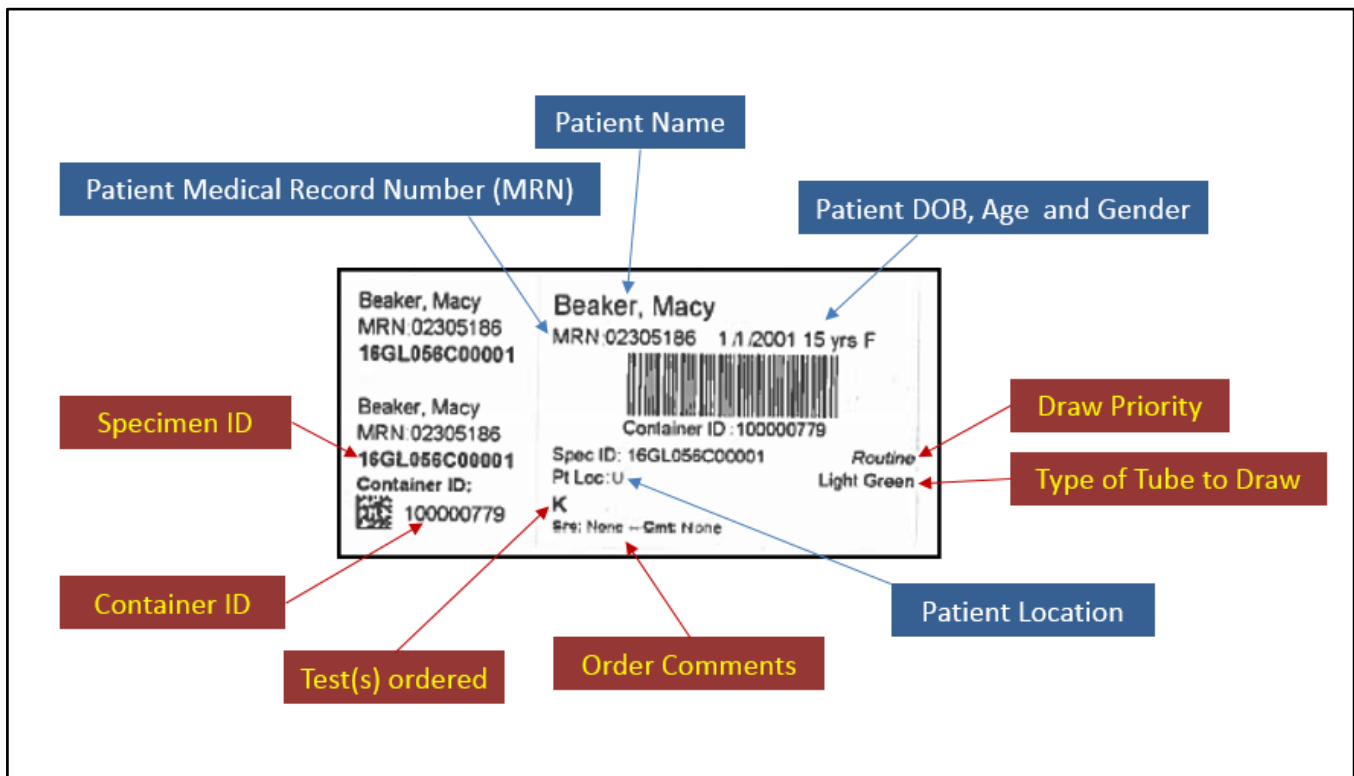 Patient Name
Patient Medical Record Number (MRN)
Patient DOB, Age and Gender
Beaker, Macy
MRN:02305186
16GL056C00001
Beaker, Macy
MRN:02305186
16GL056C00001
Container ID:
100000779
Beaker, Macy
MRN:02305186 1/1/2001 15 yrs F
Container ID :100000779
Spec ID: 16GL056C00001 Routine
Pt Loc:U Light Green
K
Src: None -- Cmt: None
Specimen ID
Draw Priority
Type of Tube to Draw
Container ID
Patient Location
Test(s) ordered
Order Comments